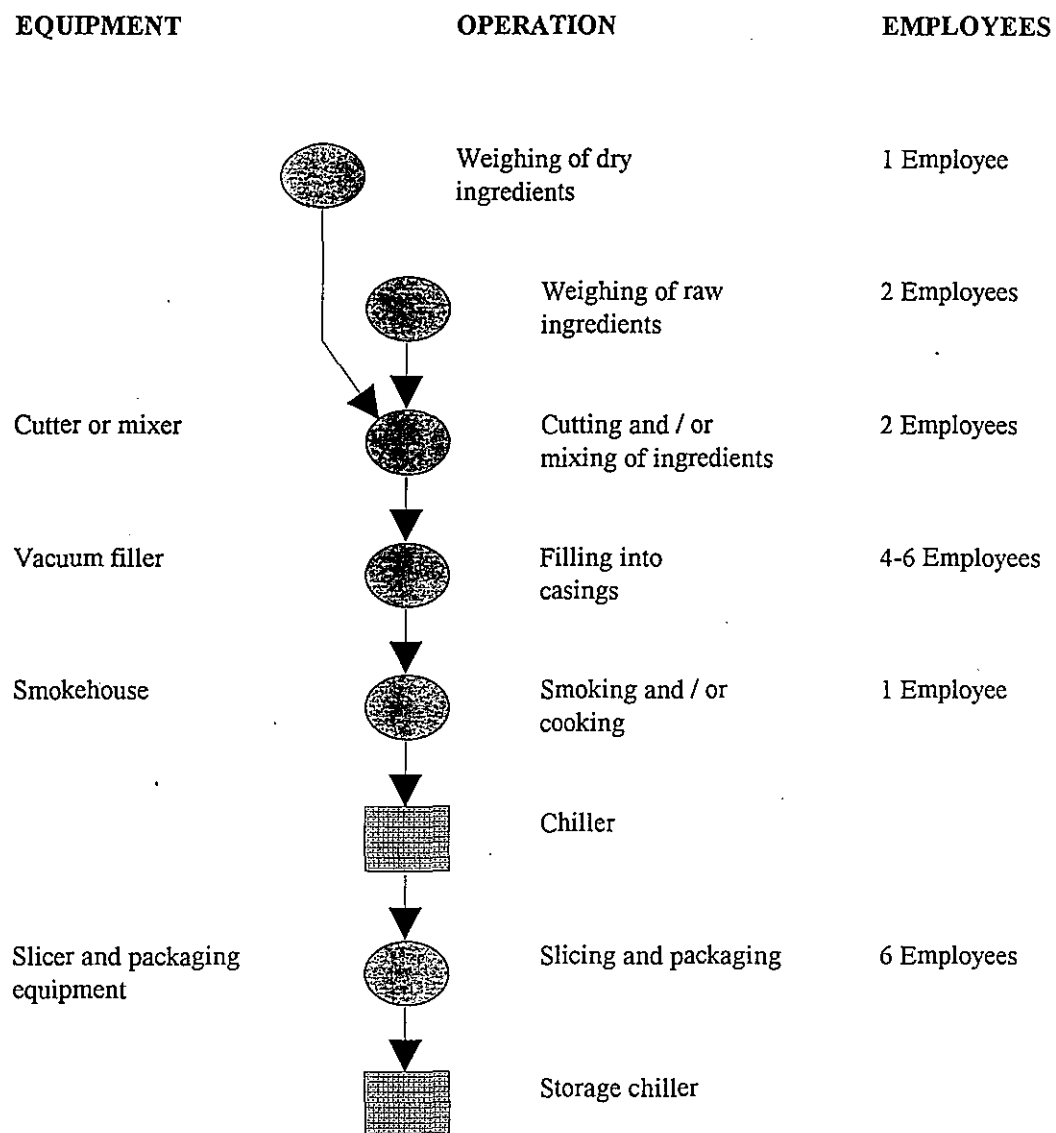 EQUIPMENT OPERATION EMPLOYEES
Weighing of dry
ingredients
1 Employee
Weighing of raw
ingredients
2 Employees
Cutter or mixer
Cutting and / or
mixing of ingredients
2 Employees
Vacuum filler
Filling into
casings
4-6 Employees
Smokehouse
Smoking and / or
cooking
1 Employee
Chiller
Slicer and packaging
equipment
Slicing and packaging
6 Employees
Storage chiller